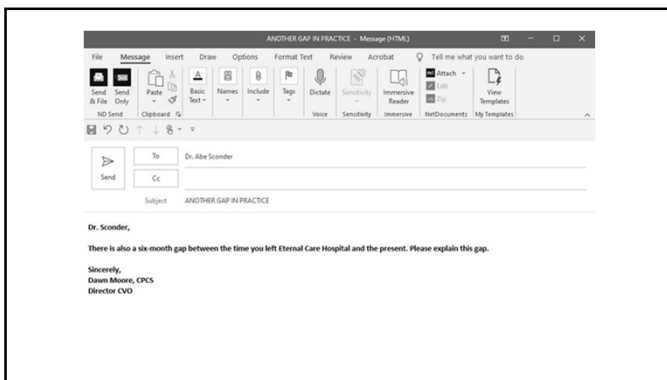 ANOTHER GAP IN PRACTICE - Message (HTML)
File Message Insert Draw Options Format Text Review Acrobat Tell me what you want to do
Send & File
Send Only
Paste
Basic Text
Names
Include
Tags
Dictate
Sensitivity
Immersive Reader
Attach
Edit
Zip
View Templates
ND Send Clipboard Voice Sensitivity Immersive NetDocuments My Templates
Send
To Dr. Abe Sconder
Cc
Subject ANOTHER GAP IN PRACTICE
Dr. Sconder,
There is also a six-month gap between the time you left Eternal Care Hospital and the present. Please explain this gap.
Sincerely,
Dawn Moore, CPCS
Director CVO